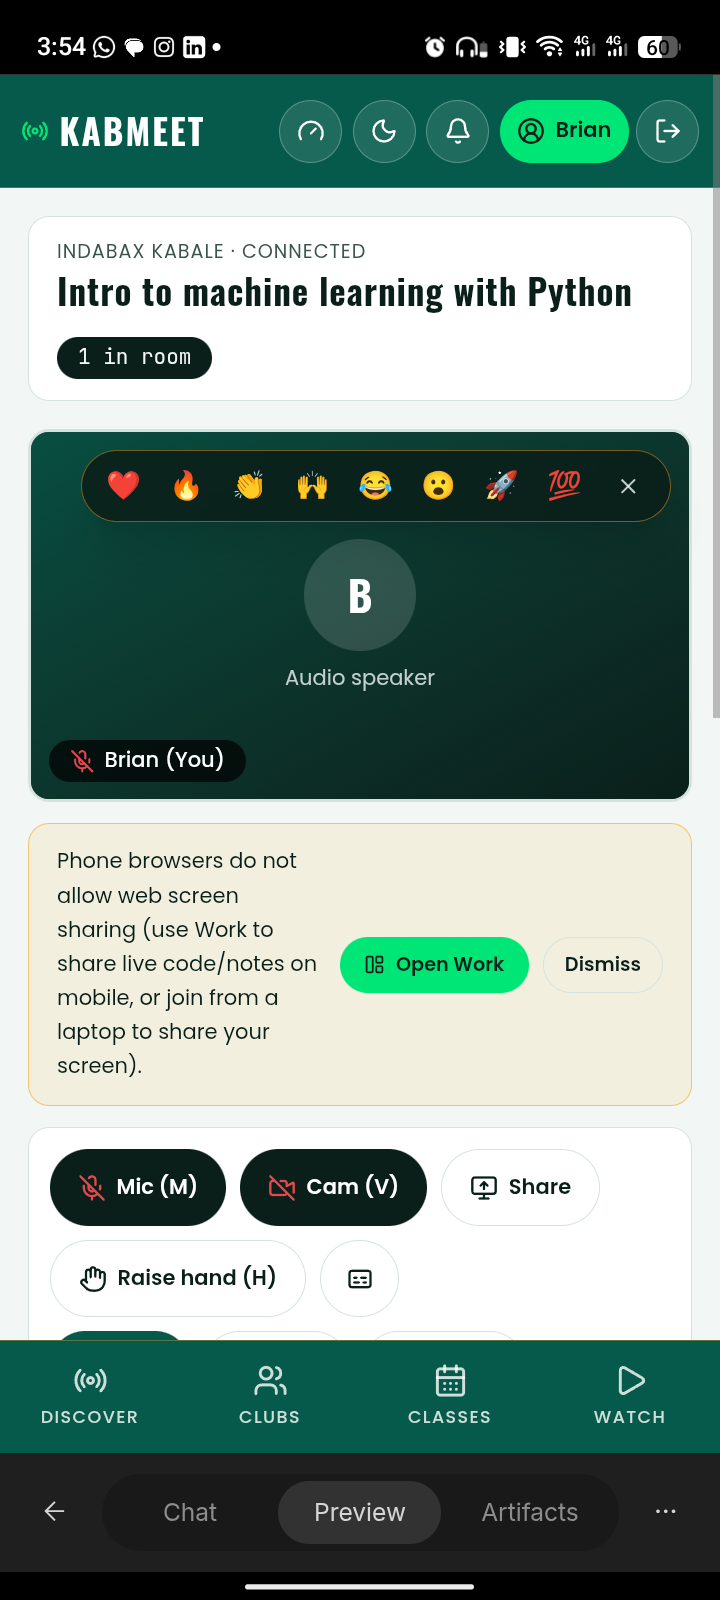 3:54
4G 4G 60
KABMEET
Brian
INDABAX KABALE · CONNECTED
Intro to machine learning with Python
1 in room
❤️ 🔥 👏 🙌 😂 😮 🚀 💯
B
Audio speaker
Brian (You)
Phone browsers do not
allow web screen
sharing (use Work to
share live code/notes on
mobile, or join from a
laptop to share your
screen).
Open Work
Dismiss
Mic (M)
Cam (V)
Share
Raise hand (H)
DISCOVER
CLUBS
CLASSES
WATCH
Chat
Preview
Artifacts